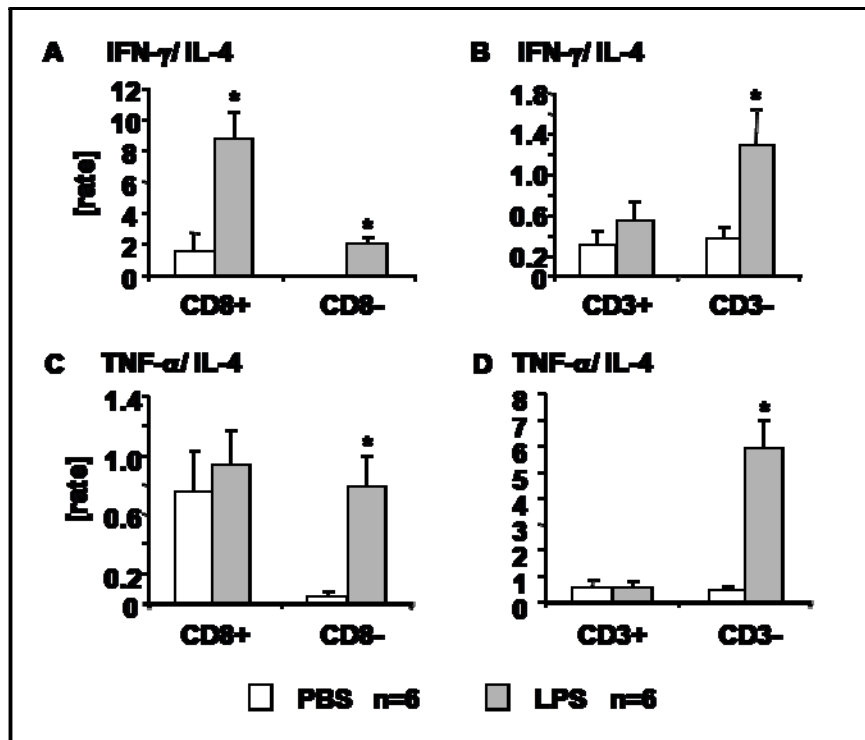 A IFN-γ/ IL-4
12
10
8
6
4
2
0
[rate]
*
*
CD8+ CD8-
B IFN-γ/ IL-4
1.8
1.4
1.0
0.6
0.2
0
*
CD3+ CD3-
C TNF-α/ IL-4
1.4
1.0
0.6
0.2
0
[rate]
*
CD8+ CD8-
D TNF-α/ IL-4
8
7
6
5
4
3
2
1
0
*
CD3+ CD3-
PBS n=6 LPS n=6